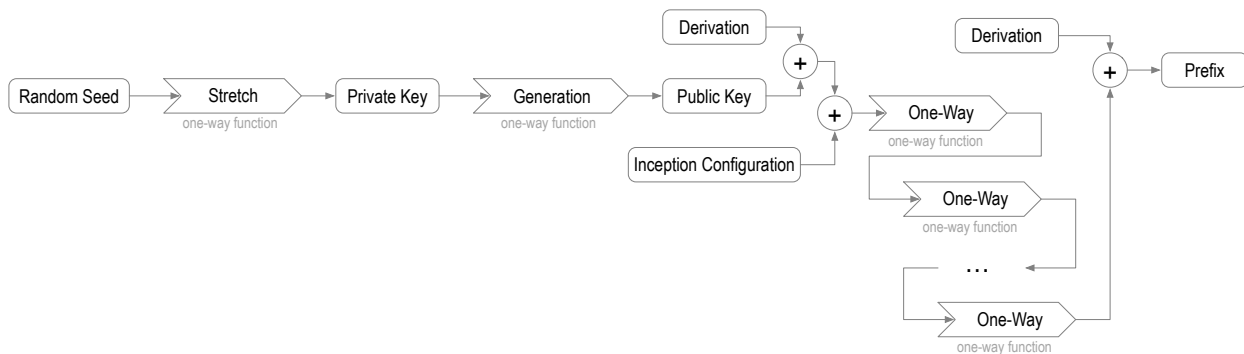 Derivation
Derivation
+
+
Prefix
Random Seed
Stretch
Private Key
Generation
Public Key
one-way function
one-way function
+
One-Way
one-way function
Inception Configuration
One-Way
one-way function
...
One-Way
one-way function